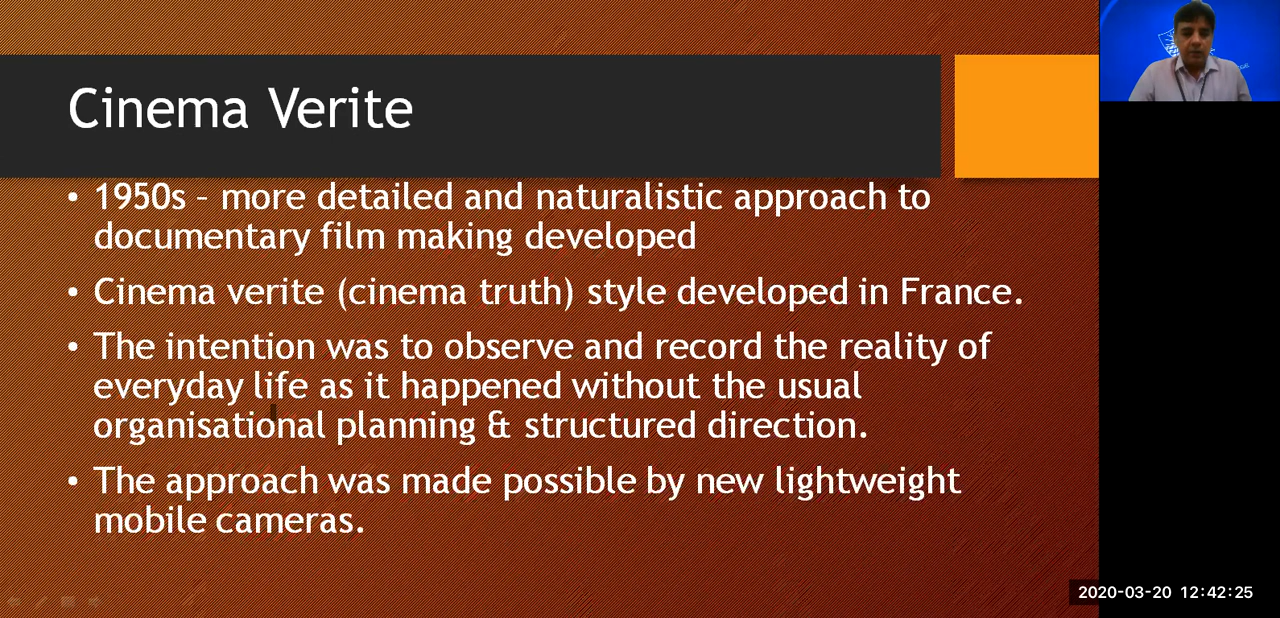 Cinema Verite
• 1950s – more detailed and naturalistic approach to
documentary film making developed
• Cinema verite (cinema truth) style developed in France.
• The intention was to observe and record the reality of
everyday life as it happened without the usual
organisational planning & structured direction.
• The approach was made possible by new lightweight
mobile cameras.
2020-03-20 12:42:25